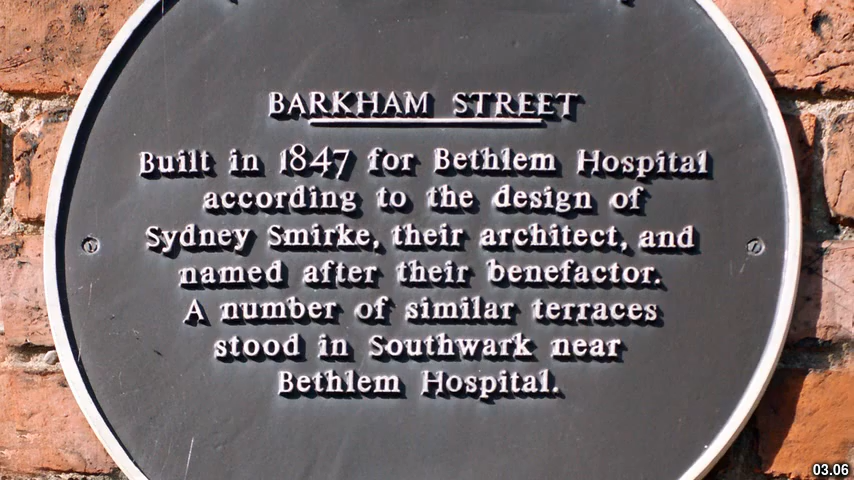 BARKHAM STREET
Built in 1847 for Bethlem Hospital
according to the design of
Sydney Smirke, their architect, and
named after their benefactor.
A number of similar terraces
stood in Southwark near
Bethlem Hospital.
03.06